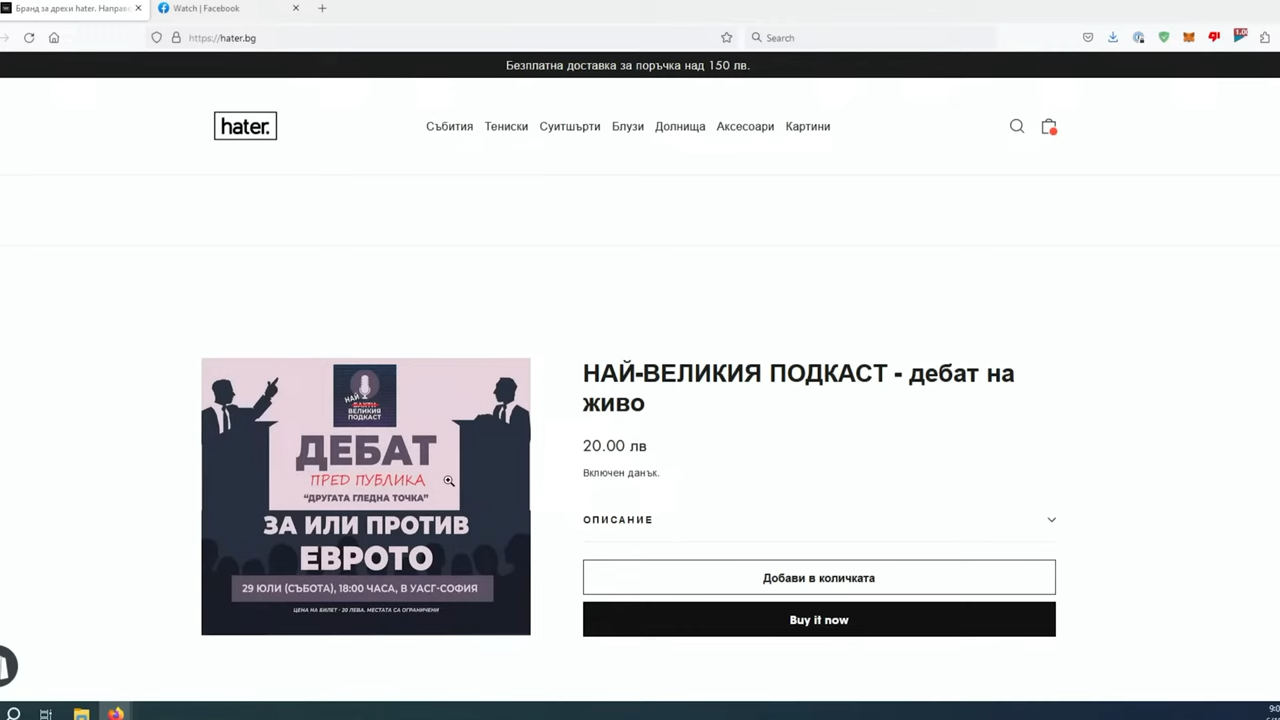 Бранд за дрехи hater. Направ
Watch | Facebook
https://hater.bg
Search
1.00
Безплатна доставка за поръчка над 150 лв.
hater.
Събития Тениски Суитшърти Блузи Долнища Аксесоари Картини
НАЙ
ВЕЛИКИЯ
ПОДКАСТ
ДЕБАТ
ПРЕД ПУБЛИКА
"ДРУГАТА ГЛЕДНА ТОЧКА"
ЗА ИЛИ ПРОТИВ
ЕВРОТО
29 ЮЛИ (СЪБОТА), 18:00 ЧАСА, В УАСГ-СОФИЯ
ЦЕНА НА БИЛЕТ - 20 ЛЕВА. МЕСТАТА СА ОГРАНИЧЕНИ
НАЙ-ВЕЛИКИЯ ПОДКАСТ - дебат на
живо
20.00 лв
Включен данък.
ОПИСАНИЕ
Добави в количката
Buy it now